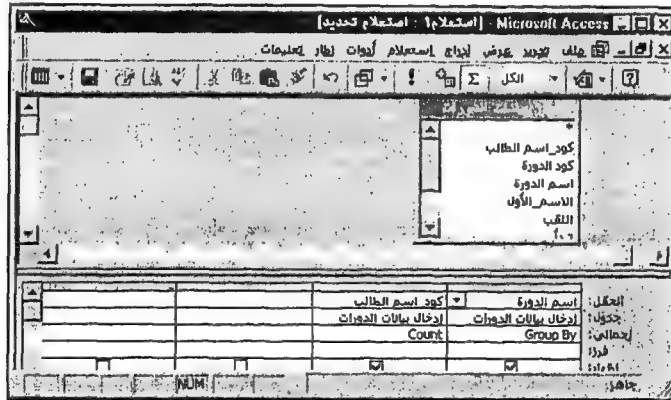 Microsoft Access - [استعلام1 : استعلام تحديد]
ملف تحرير عرض إدراج استعلام أدوات إطار تعليمات
الكل
*
كود_اسم الطالب
كود الدورة
اسم الدورة
الاسم_الأول
اللقب
الحقل: اسم الدورة كود_اسم الطالب
جدول: إدخال بيانات الدورات إدخال بيانات الدورات
إجمالي: Group By Count
فرز:
جاهز NUM